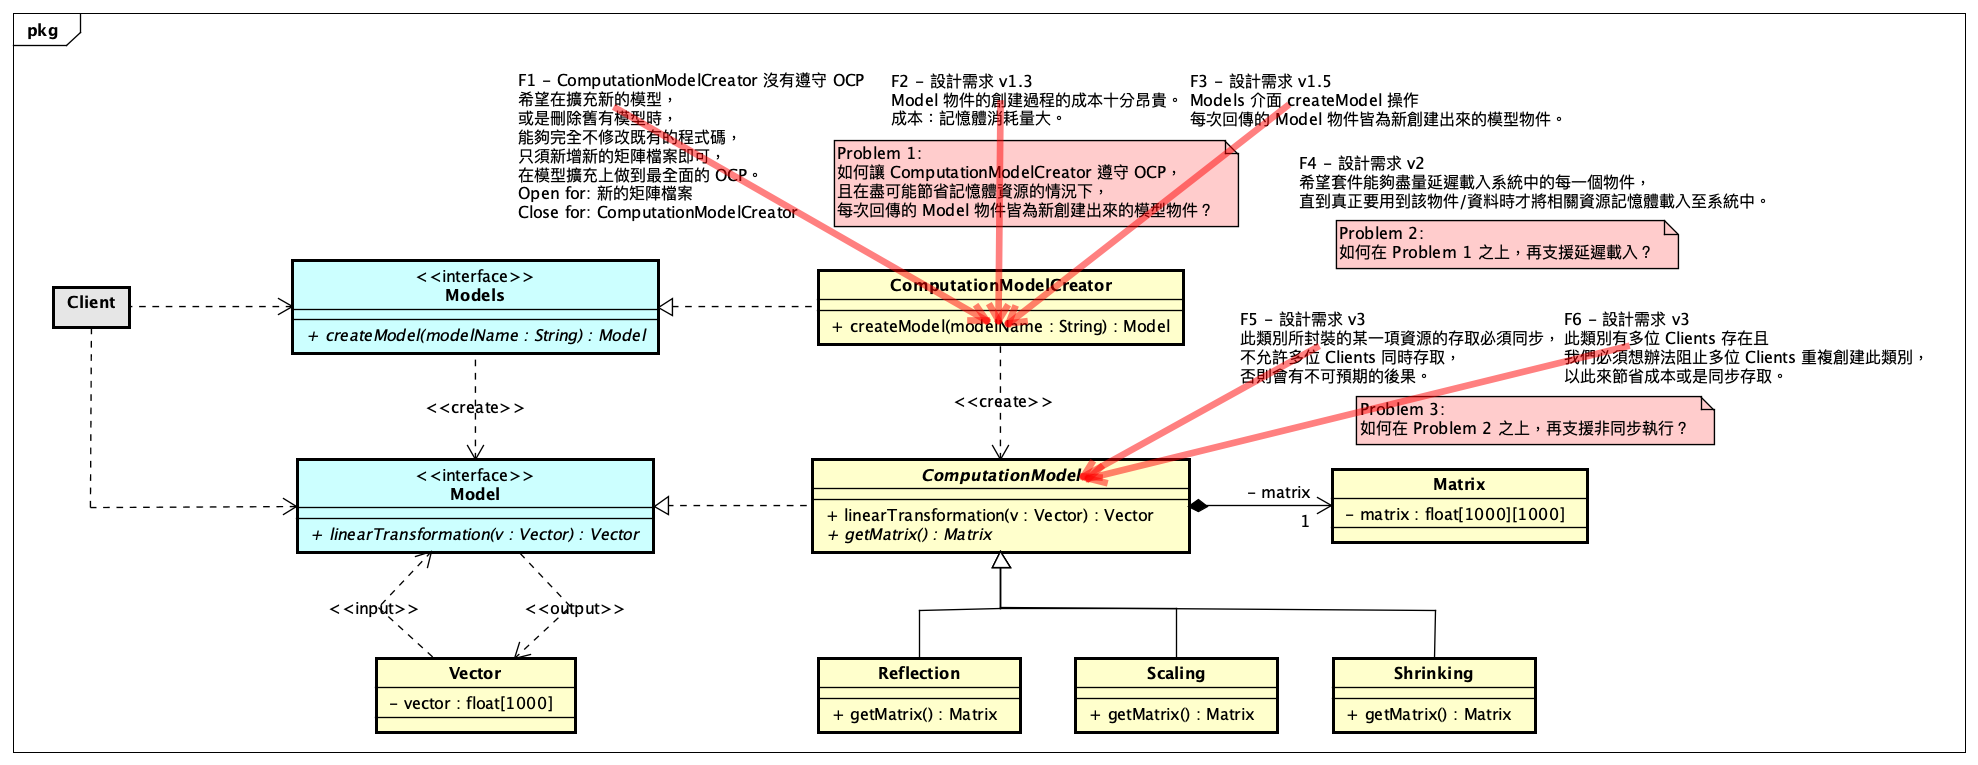 pkg
F1 – ComputationModelCreator 沒有遵守 OCP
希望在擴充新的模型，
或是刪除舊有模型時，
能夠完全不修改既有的程式碼，
只須新增新的矩陣檔案即可，
在模型擴充上做到最全面的 OCP。
Open for: 新的矩陣檔案
Close for: ComputationModelCreator
F2 – 設計需求 v1.3
Model 物件的創建過程的成本十分昂貴。
成本：記憶體消耗量大。
F3 – 設計需求 v1.5
Models 介面 createModel 操作
每次回傳的 Model 物件皆為新創建出來的模型物件。
Problem 1:
如何讓 ComputationModelCreator 遵守 OCP，
且在盡可能節省記憶體資源的情況下，
每次回傳的 Model 物件皆為新創建出來的模型物件？
F4 – 設計需求 v2
希望套件能夠盡量延遲載入系統中的每一個物件，
直到真正要用到該物件/資料時才將相關資源記憶體載入至系統中。
Problem 2:
如何在 Problem 1 之上，再支援延遲載入？
Client
<<interface>>
Models
+ createModel(modelName : String) : Model
ComputationModelCreator
+ createModel(modelName : String) : Model
F5 – 設計需求 v3
此類別所封裝的某一項資源的存取必須同步，
不允許多位 Clients 同時存取，
否則會有不可預期的後果。
F6 – 設計需求 v3
此類別有多位 Clients 存在且
我們必須想辦法阻止多位 Clients 重複創建此類別，
以此來節省成本或是同步存取。
Problem 3:
如何在 Problem 2 之上，再支援非同步執行？
<<create>>
<<create>>
<<interface>>
Model
+ linearTransformation(v : Vector) : Vector
ComputationModel
+ linearTransformation(v : Vector) : Vector
+ getMatrix() : Matrix
– matrix
1
Matrix
– matrix : float[1000][1000]
<<input>>
<<output>>
Vector
– vector : float[1000]
Reflection
+ getMatrix() : Matrix
Scaling
+ getMatrix() : Matrix
Shrinking
+ getMatrix() : Matrix